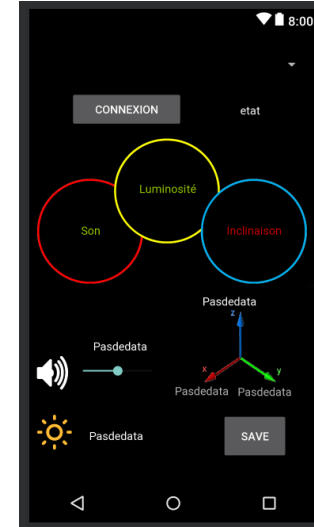 8:00
CONNEXION etat
Luminosité
Son Inclinaison
Pasdedata
z
Pasdedata
x y
Pasdedata Pasdedata
Pasdedata SAVE